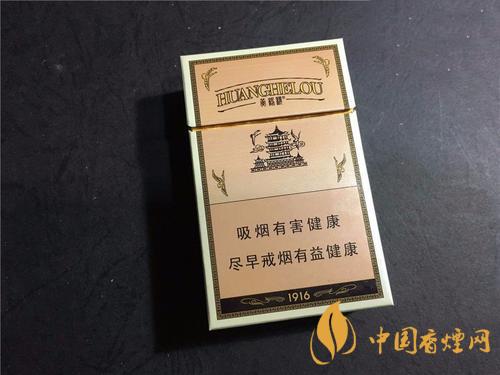 HUANGHELOU
黄鹤楼
吸烟有害健康
尽早戒烟有益健康
1916
中国香烟网